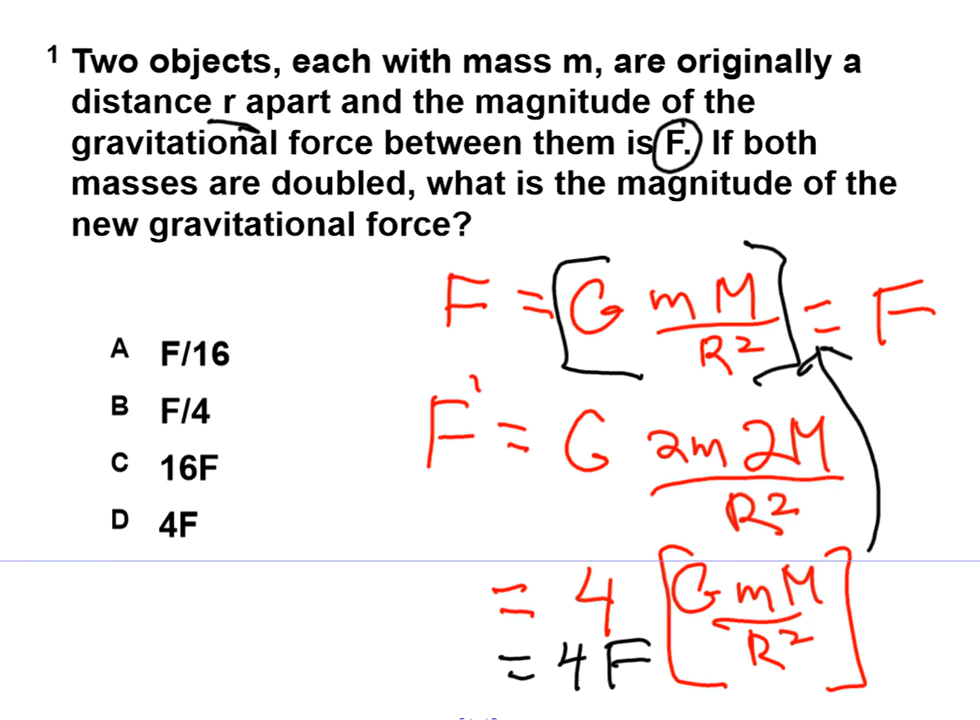 1 Two objects, each with mass m, are originally a
distance r apart and the magnitude of the
gravitational force between them is F. If both
masses are doubled, what is the magnitude of the
new gravitational force?
F = [G mM/R²] = F
A F/16
B F/4
F' = G 2m2M/R²
C 16F
D 4F
= 4 [GmM/R²]
= 4F